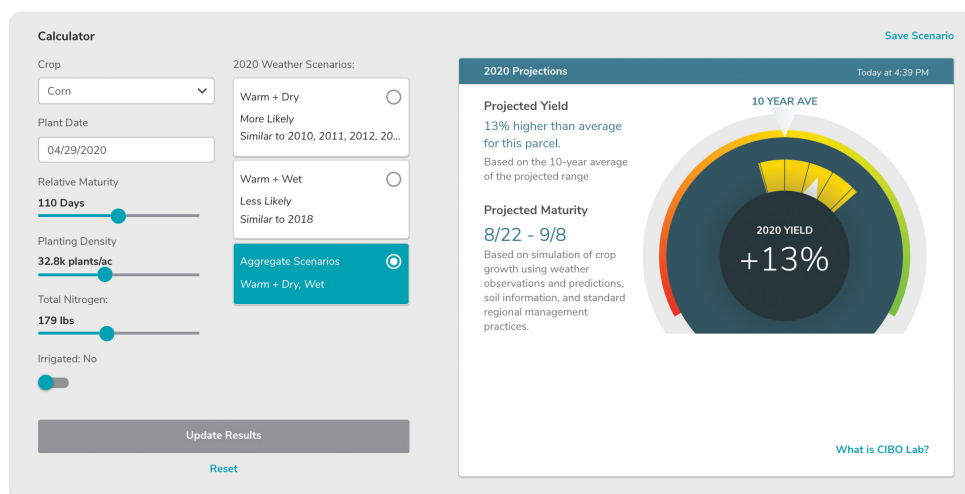 Calculator
Save Scenario
Crop
Corn
Plant Date
04/29/2020
Relative Maturity
110 Days
Planting Density
32.8k plants/ac
Total Nitrogen:
179 lbs
Irrigated: No
2020 Weather Scenarios:
Warm + Dry
More Likely
Similar to 2010, 2011, 2012, 20...
Warm + Wet
Less Likely
Similar to 2018
Aggregate Scenarios
Warm + Dry, Wet
Update Results
Reset
2020 Projections
Today at 4:39 PM
Projected Yield
13% higher than average
for this parcel.
Based on the 10-year average
of the projected range
Projected Maturity
8/22 - 9/8
Based on simulation of crop
growth using weather
observations and predictions,
soil information, and standard
regional management
practices.
10 YEAR AVE
2020 YIELD
+13%
What is CIBO Lab?